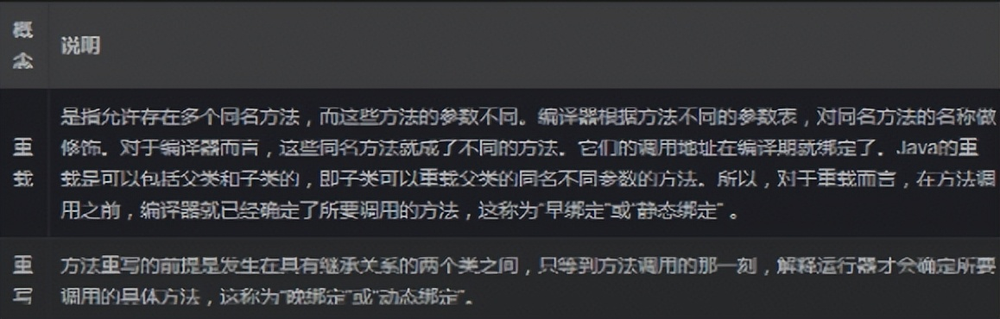 概念
说明
重载
是指允许存在多个同名方法，而这些方法的参数不同。编译器根据方法不同的参数表，对同名方法的名称做
修饰。对于编译器而言，这些同名方法就成了不同的方法。它们的调用地址在编译期就绑定了。Java的重
载是可以包括父类和子类的，即子类可以重载父类的同名不同参数的方法。所以，对于重载而言，在方法调
用之前，编译器就已经确定了所要调用的方法，这称为“早绑定”或“静态绑定” 。
重写
方法重写的前提是发生在具有继承关系的两个类之间，只等到方法调用的那一刻，解释运行器才会确定所要
调用的具体方法，这称为“晚绑定”或“动态绑定”。